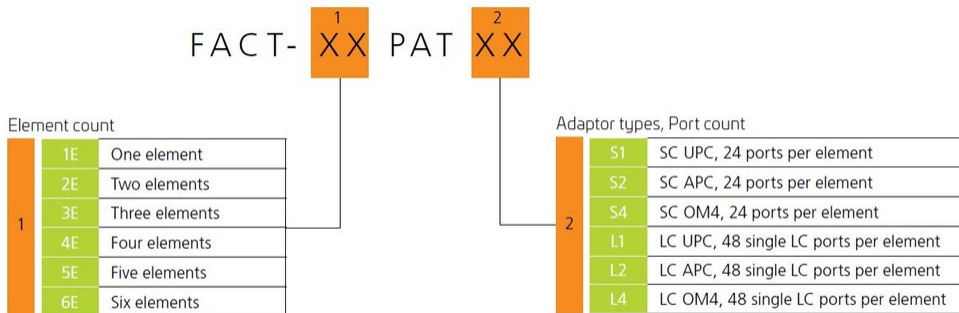 1 2
FACT- XX PAT XX
Element count
1
1E One element
2E Two elements
3E Three elements
4E Four elements
5E Five elements
6E Six elements
Adaptor types, Port count
2
S1 SC UPC, 24 ports per element
S2 SC APC, 24 ports per element
S4 SC OM4, 24 ports per element
L1 LC UPC, 48 single LC ports per element
L2 LC APC, 48 single LC ports per element
L4 LC OM4, 48 single LC ports per element